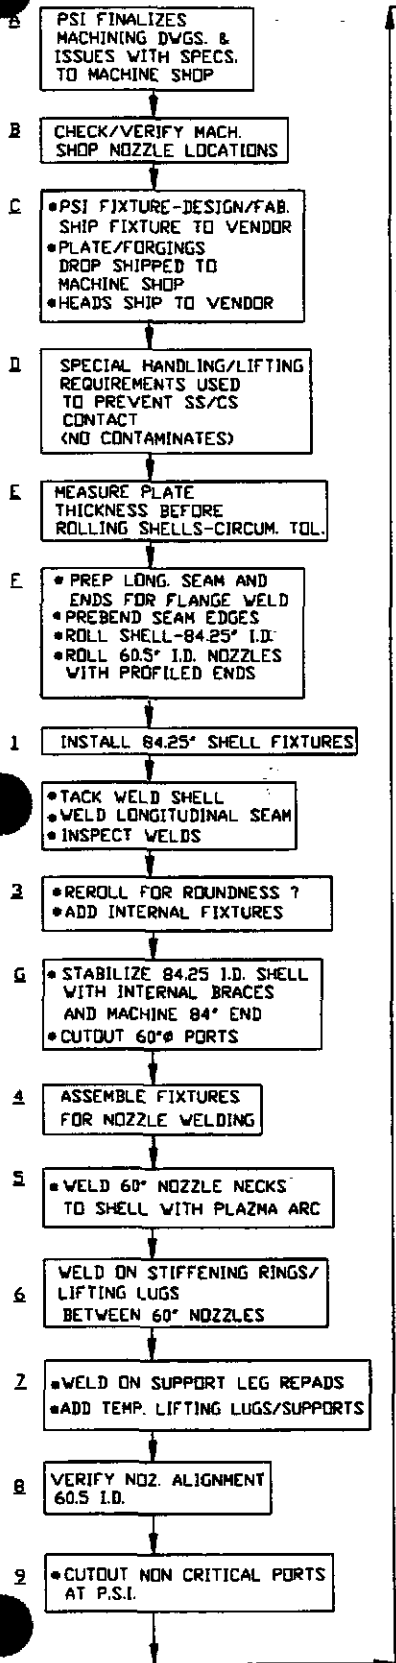 A
PSI FINALIZES
MACHINING DWGS. &
ISSUES WITH SPECS.
TO MACHINE SHOP
B
CHECK/VERIFY MACH.
SHOP NOZZLE LOCATIONS
C
•PSI FIXTURE-DESIGN/FAB.
SHIP FIXTURE TO VENDOR
•PLATE/FORGINGS
DROP SHIPPED TO
MACHINE SHOP
•HEADS SHIP TO VENDOR
D
SPECIAL HANDLING/LIFTING
REQUIREMENTS USED
TO PREVENT SS/CS
CONTACT
(NO CONTAMINATES)
E
MEASURE PLATE
THICKNESS BEFORE
ROLLING SHELLS-CIRCUM. TOL.
F
• PREP LONG. SEAM AND
ENDS FOR FLANGE WELD
•PREBEND SEAM EDGES
•ROLL SHELL-84.25" I.D.
•ROLL 60.5" I.D. NOZZLES
WITH PROFILED ENDS
1
INSTALL 84.25" SHELL FIXTURES
•TACK WELD SHELL
•WELD LONGITUDINAL SEAM
•INSPECT WELDS
3
•REROLL FOR ROUNDNESS ?
•ADD INTERNAL FIXTURES
G
• STABILIZE 84.25 I.D. SHELL
WITH INTERNAL BRACES
AND MACHINE 84" END
•CUTOUT 60"ø PORTS
4
ASSEMBLE FIXTURES
FOR NOZZLE WELDING
5
•WELD 60" NOZZLE NECKS
TO SHELL WITH PLAZMA ARC
6
WELD ON STIFFENING RINGS/
LIFTING LUGS
BETWEEN 60" NOZZLES
7
•WELD ON SUPPORT LEG REPADS
•ADD TEMP. LIFTING LUGS/SUPPORTS
8
VERIFY NOZ. ALIGNMENT
60.5 I.D.
9
•CUTOUT NON CRITICAL PORTS
AT P.S.I.